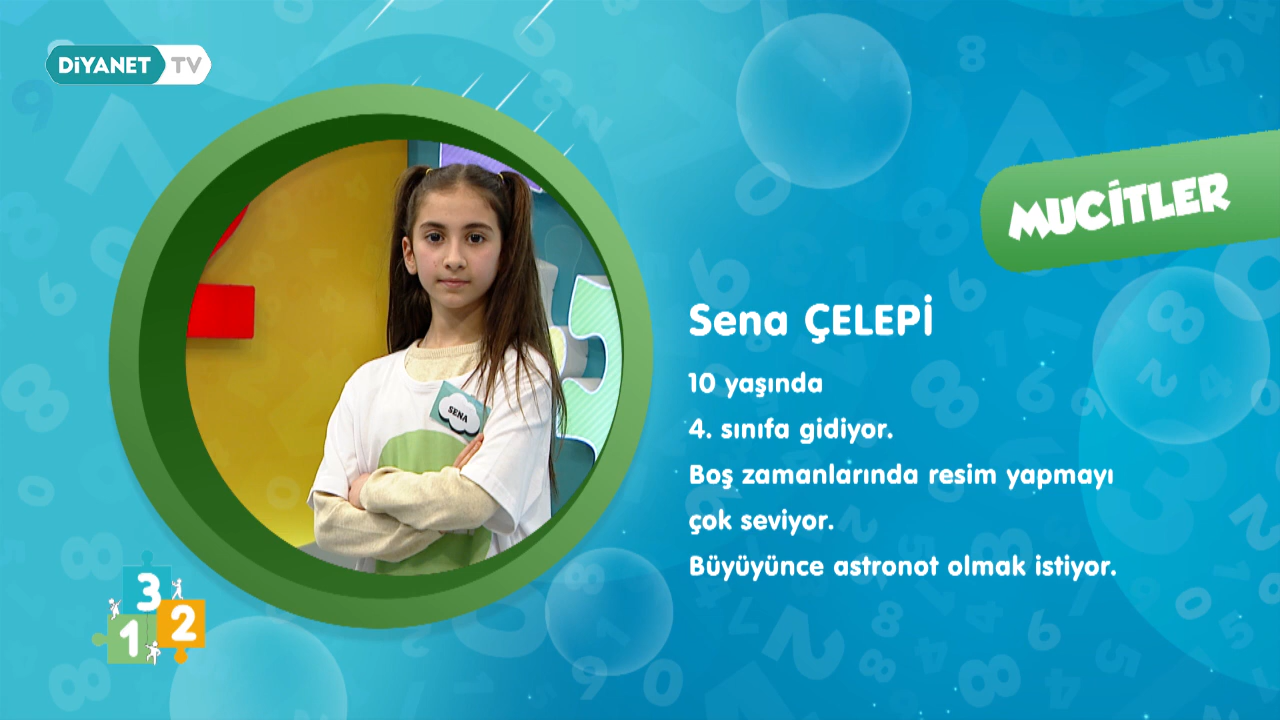 DİYANET TV
MUCİTLER
SENA
Sena ÇELEPİ
10 yaşında
4. sınıfa gidiyor.
Boş zamanlarında resim yapmayı
çok seviyor.
Büyüyünce astronot olmak istiyor.
3
1 2